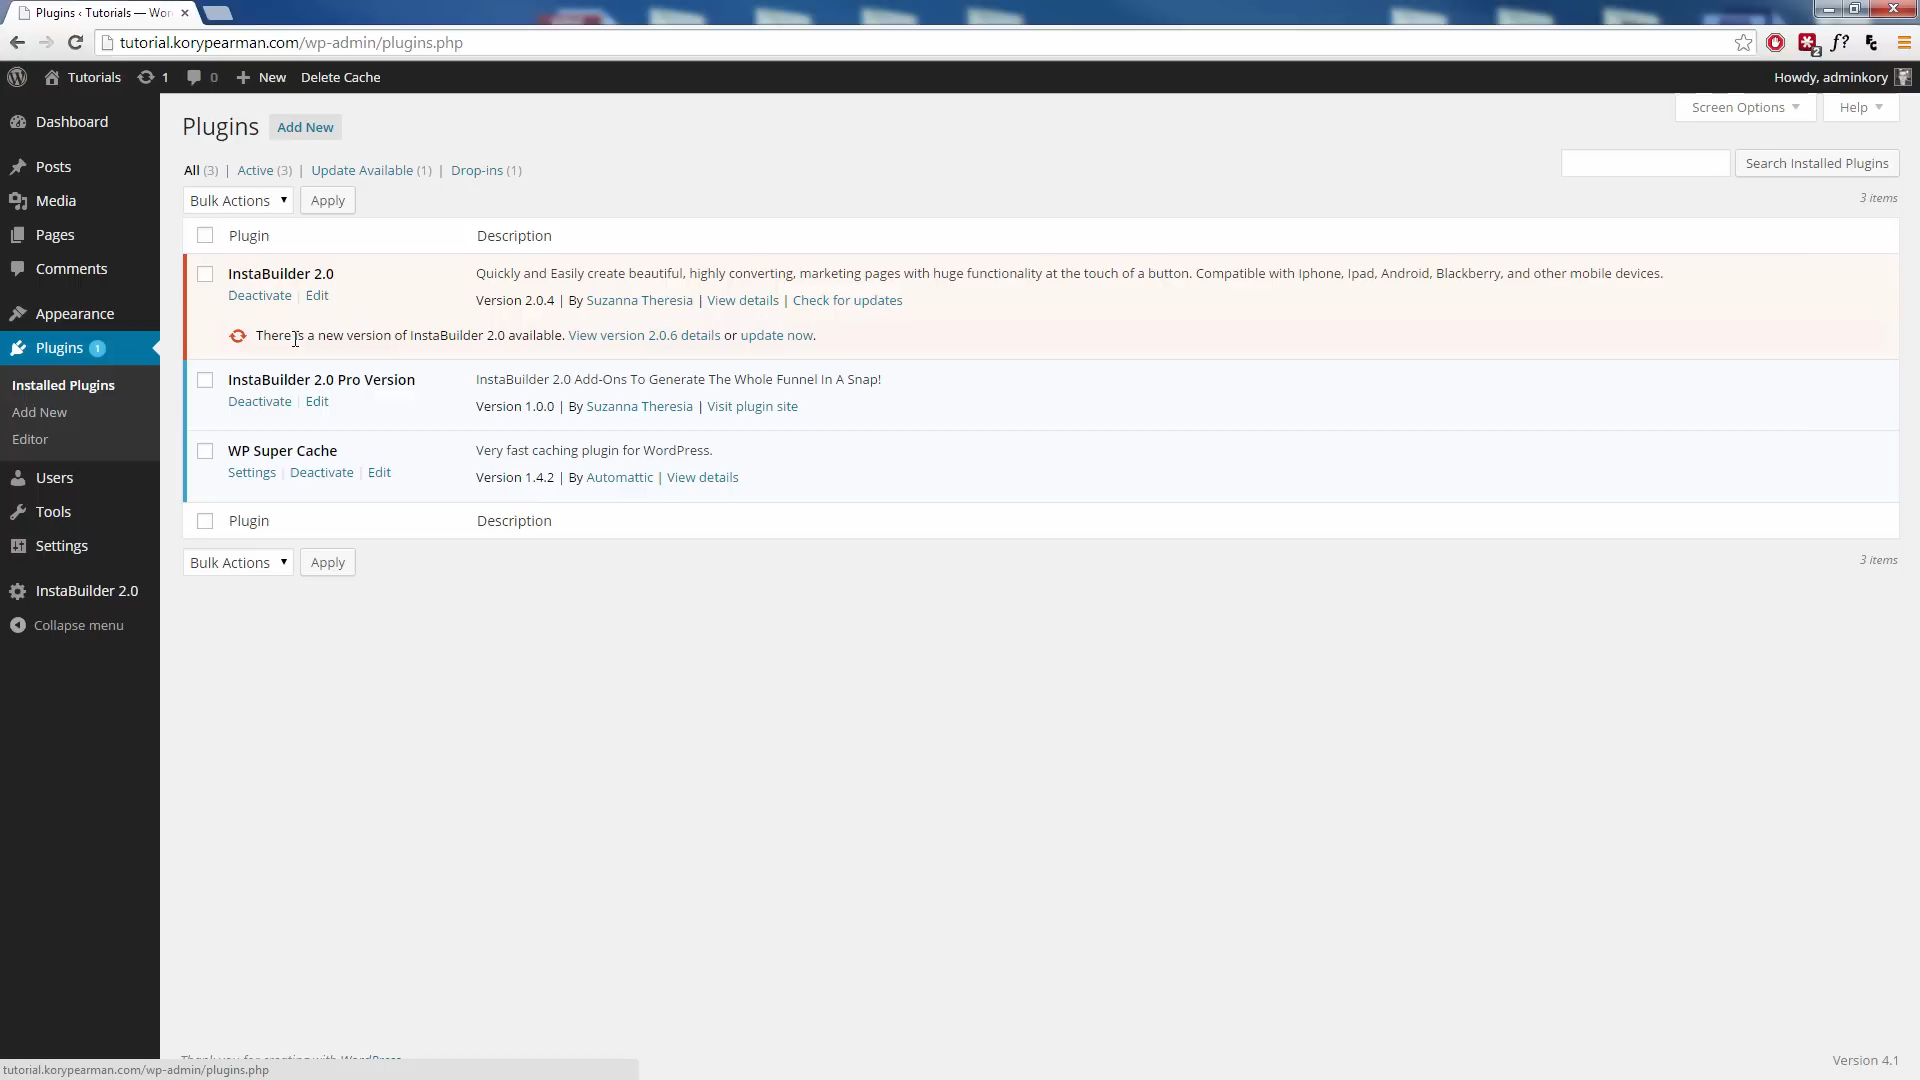 Plugins ‹ Tutorials — Wor
tutorial.korypearman.com/wp-admin/plugins.php
Tutorials 1 0 New Delete Cache Howdy, adminkory
Screen Options Help
Dashboard
Posts
Media
Pages
Comments
Appearance
Plugins 1
Installed Plugins
Add New
Editor
Users
Tools
Settings
InstaBuilder 2.0
Collapse menu
Plugins Add New
All (3) | Active (3) | Update Available (1) | Drop-ins (1)
Search Installed Plugins
Bulk Actions Apply
3 items
Plugin Description
InstaBuilder 2.0
Deactivate | Edit
Quickly and Easily create beautiful, highly converting, marketing pages with huge functionality at the touch of a button. Compatible with Iphone, Ipad, Android, Blackberry, and other mobile devices.
Version 2.0.4 | By Suzanna Theresia | View details | Check for updates
There is a new version of InstaBuilder 2.0 available. View version 2.0.6 details or update now.
InstaBuilder 2.0 Pro Version
Deactivate | Edit
InstaBuilder 2.0 Add-Ons To Generate The Whole Funnel In A Snap!
Version 1.0.0 | By Suzanna Theresia | Visit plugin site
WP Super Cache
Settings | Deactivate | Edit
Very fast caching plugin for WordPress.
Version 1.4.2 | By Automattic | View details
Plugin Description
Bulk Actions Apply
3 items
Thank you for creating with WordPress.
Version 4.1
tutorial.korypearman.com/wp-admin/plugins.php